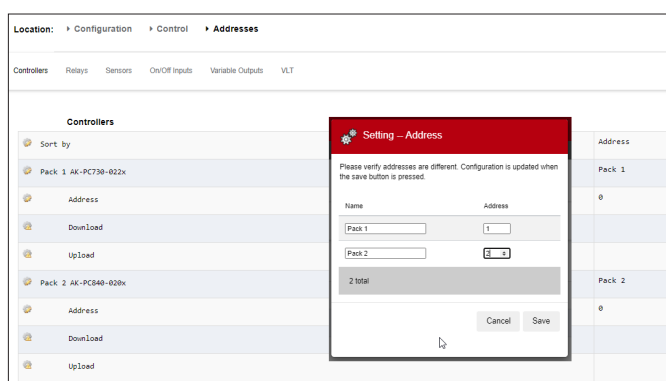 Location: Configuration Control Addresses
Controllers Relays Sensors On/Off Inputs Variable Outputs VLT
Controllers
Sort by Address
Pack 1 AK-PC730-022x Pack 1
Address 0
Download
Upload
Pack 2 AK-PC840-020x Pack 2
Address 0
Download
Upload
Setting – Address
Please verify addresses are different. Configuration is updated when
the save button is pressed.
Name Address
Pack 1 1
Pack 2 2
2 total
Cancel Save